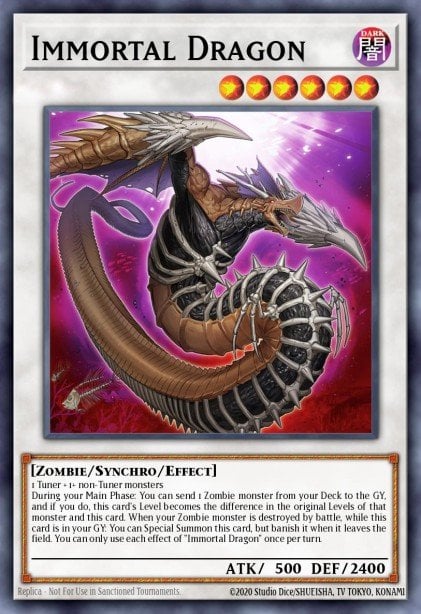 Immortal Dragon
DARK
闇
[Zombie/Synchro/Effect]
1 Tuner + 1+ non-Tuner monsters
During your Main Phase: You can send 1 Zombie monster from your Deck to the GY,
and if you do, this card's Level becomes the difference in the original Levels of that
monster and this card. When your Zombie monster is destroyed by battle, while this
card is in your GY: You can Special Summon this card, but banish it when it leaves the
field. You can only use each effect of "Immortal Dragon" once per turn.
ATK/ 500 DEF/2400
Replica - Not For Use in Sanctioned Tournaments. ©2020 Studio Dice/SHUEISHA, TV TOKYO, KONAMI